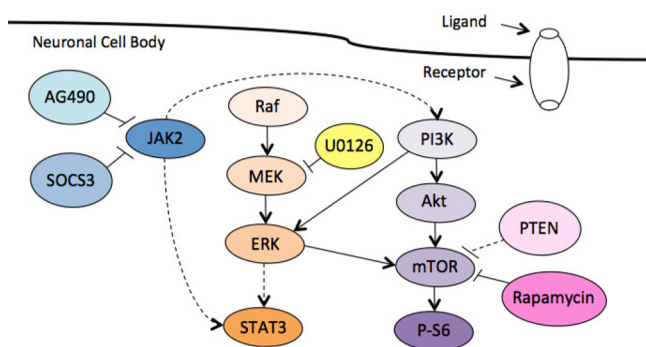 Ligand
Neuronal Cell Body
Receptor
AG490
Raf
JAK2
U0126
PI3K
SOCS3
MEK
Akt
PTEN
ERK
mTOR
Rapamycin
STAT3
P-S6